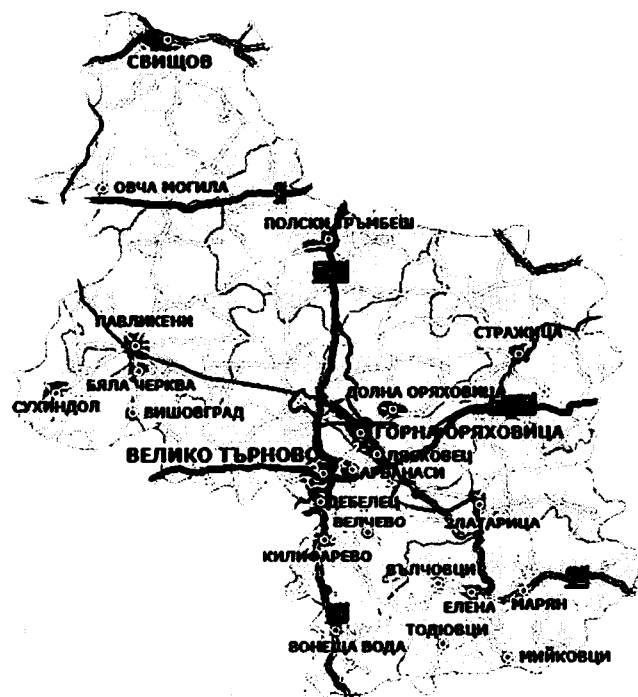 СВИЩОВ
ОВЧА МОГИЛА
ПОЛСКИ ТРЪМБЕШ
ПАВЛИКЕНИ
СТРАЖИЦА
БЯЛА ЧЕРКВА
СУХИНДОЛ
ВИШОВГРАД
ДОЛНА ОРЯХОВИЦА
ГОРНА ОРЯХОВИЦА
ВЕЛИКО ТЪРНОВО
ЛЯСКОВЕЦ
АРБАНАСИ
ДЕБЕЛЕЦ
ВЕЛЧЕВО
ЗЛАТАРИЦА
КИЛИФАРЕВО
ВЪЛЧОВЦИ
ЕЛЕНА
МАРЯН
ВОНЕЩА ВОДА
ТОДЮВЦИ
МИЙКОВЦИ